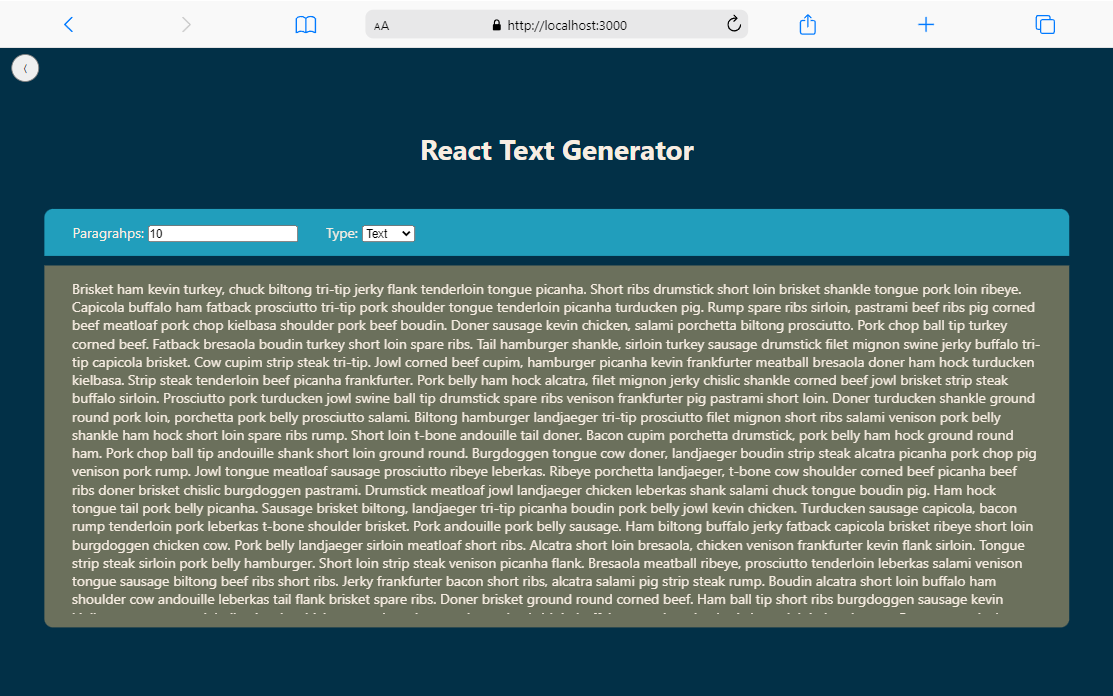 AA
http://localhost:3000
React Text Generator
Paragrahps: 10 Type: Text
Brisket ham kevin turkey, chuck biltong tri-tip jerky flank tenderloin tongue picanha. Short ribs drumstick short loin brisket shankle tongue pork loin ribeye.
Capicola buffalo ham fatback prosciutto tri-tip pork shoulder tongue tenderloin picanha turducken pig. Rump spare ribs sirloin, pastrami beef ribs pig corned
beef meatloaf pork chop kielbasa shoulder pork beef boudin. Doner sausage kevin chicken, salami porchetta biltong prosciutto. Pork chop ball tip turkey
corned beef. Fatback bresaola boudin turkey short loin spare ribs. Tail hamburger shankle, sirloin turkey sausage drumstick filet mignon swine jerky buffalo tri-
tip capicola brisket. Cow cupim strip steak tri-tip. Jowl corned beef cupim, hamburger picanha kevin frankfurter meatball bresaola doner ham hock turducken
kielbasa. Strip steak tenderloin beef picanha frankfurter. Pork belly ham hock alcatra, filet mignon jerky chislic shankle corned beef jowl brisket strip steak
buffalo sirloin. Prosciutto pork turducken jowl swine ball tip drumstick spare ribs venison frankfurter pig pastrami short loin. Doner turducken shankle ground
round pork loin, porchetta pork belly prosciutto salami. Biltong hamburger landjaeger tri-tip prosciutto filet mignon short ribs salami venison pork belly
shankle ham hock short loin spare ribs rump. Short loin t-bone andouille tail doner. Bacon cupim porchetta drumstick, pork belly ham hock ground round
ham. Pork chop ball tip andouille shank short loin ground round. Burgdoggen tongue cow doner, landjaeger boudin strip steak alcatra picanha pork chop pig
venison pork rump. Jowl tongue meatloaf sausage prosciutto ribeye leberkas. Ribeye porchetta landjaeger, t-bone cow shoulder corned beef picanha beef
ribs doner brisket chislic burgdoggen pastrami. Drumstick meatloaf jowl landjaeger chicken leberkas shank salami chuck tongue boudin pig. Ham hock
tongue tail pork belly picanha. Sausage brisket biltong, landjaeger tri-tip picanha boudin pork belly jowl kevin chicken. Turducken sausage capicola, bacon
rump tenderloin pork leberkas t-bone shoulder brisket. Pork andouille pork belly sausage. Ham biltong buffalo jerky fatback capicola brisket ribeye short loin
burgdoggen chicken cow. Pork belly landjaeger sirloin meatloaf short ribs. Alcatra short loin bresaola, chicken venison frankfurter kevin flank sirloin. Tongue
strip steak sirloin pork belly hamburger. Short loin strip steak venison picanha flank. Bresaola meatball ribeye, prosciutto tenderloin leberkas salami venison
tongue sausage biltong beef ribs short ribs. Jerky frankfurter bacon short ribs, alcatra salami pig strip steak rump. Boudin alcatra short loin buffalo ham
shoulder cow andouille leberkas tail flank brisket spare ribs. Doner brisket ground round corned beef. Ham ball tip short ribs burgdoggen sausage kevin